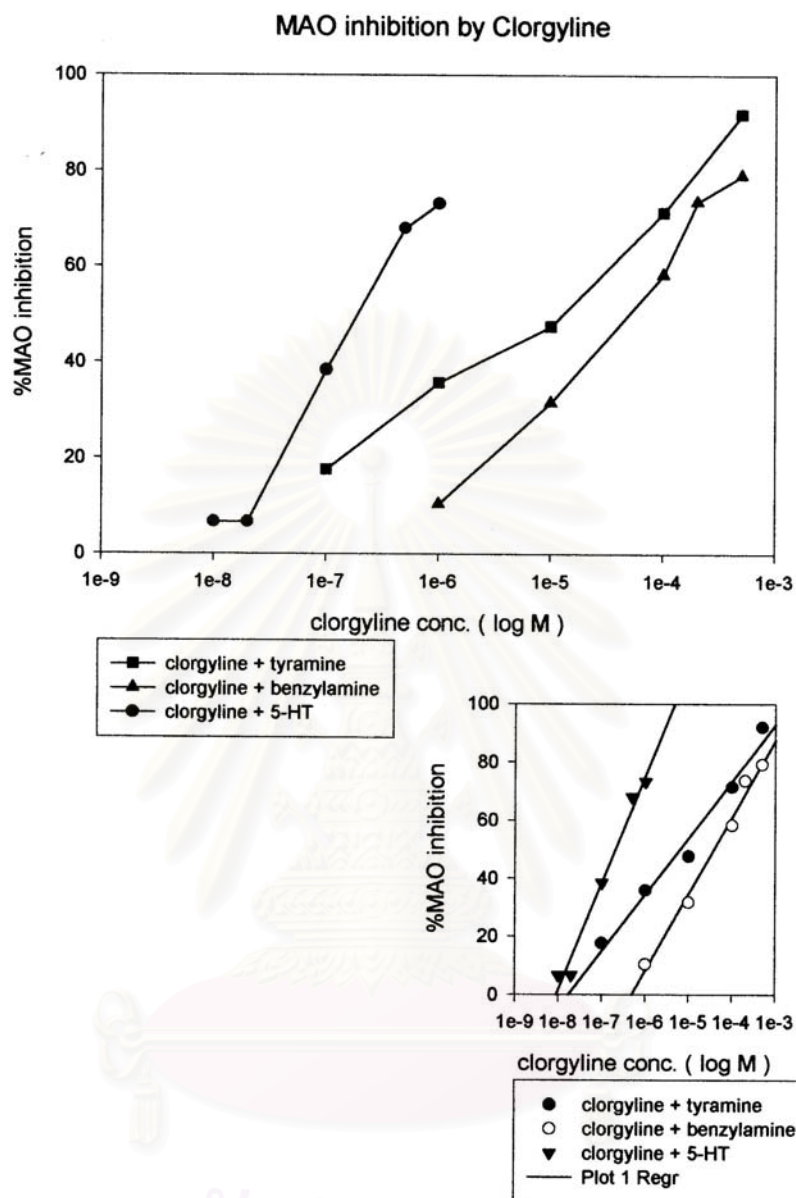 MAO inhibition by Clorgyline
100
80
60
40
20
0
%MAO inhibition
1e-9 1e-8 1e-7 1e-6 1e-5 1e-4 1e-3
clorgyline conc. ( log M )
clorgyline + tyramine
clorgyline + benzylamine
clorgyline + 5-HT
100
80
60
40
20
0
%MAO inhibition
1e-9 1e-8 1e-7 1e-6 1e-5 1e-4 1e-3
clorgyline conc. ( log M )
clorgyline + tyramine
clorgyline + benzylamine
clorgyline + 5-HT
Plot 1 Regr